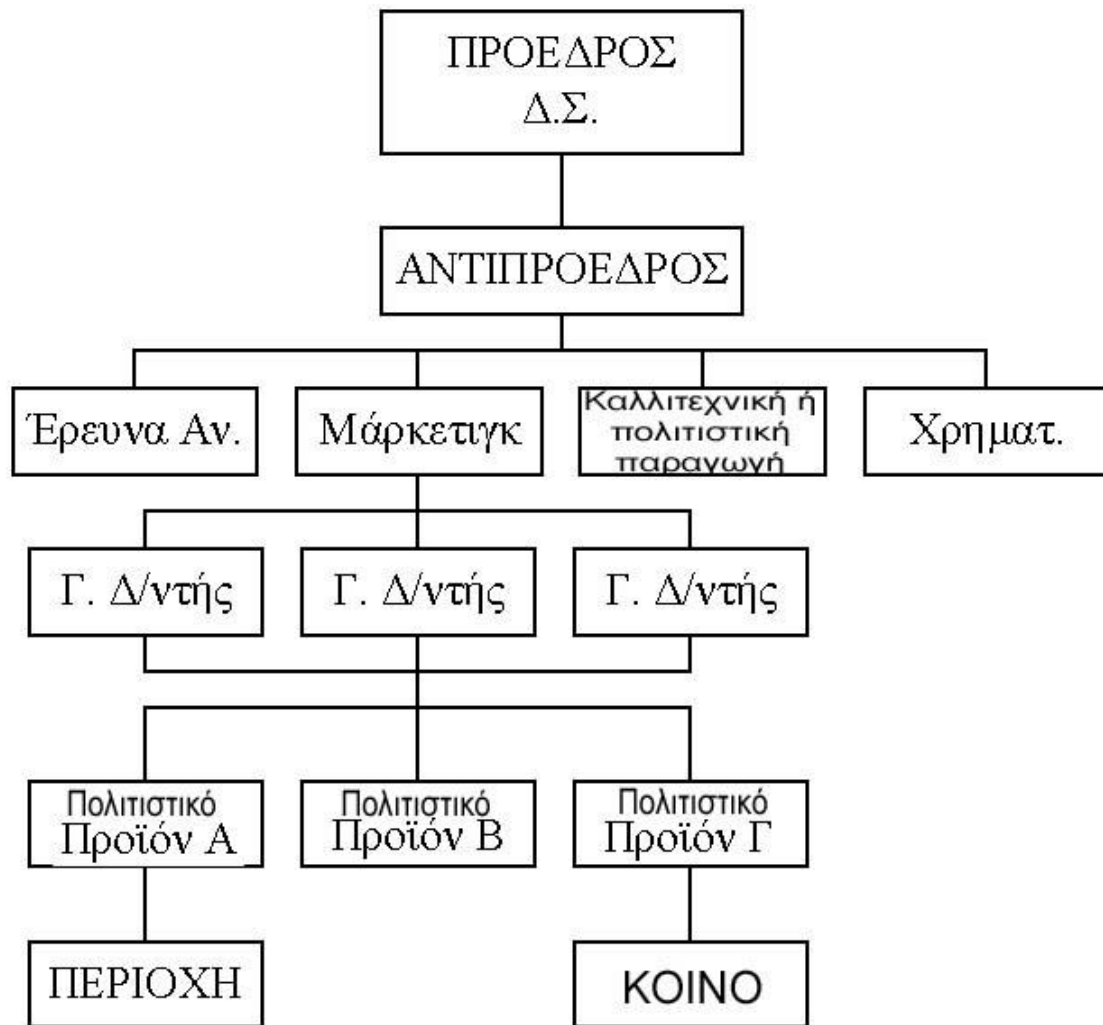 ΠΡΟΕΔΡΟΣ
Δ.Σ.
ΑΝΤΙΠΡΟΕΔΡΟΣ
Έρευνα Αν.
Μάρκετιγκ
Καλλιτεχνική ή
πολιτιστική
παραγωγή
Χρηματ.
Γ. Δ/ντής
Γ. Δ/ντής
Γ. Δ/ντής
Πολιτιστικό
Προϊόν Α
Πολιτιστικό
Προϊόν Β
Πολιτιστικό
Προϊόν Γ
ΠΕΡΙΟΧΗ
ΚΟΙΝΟ